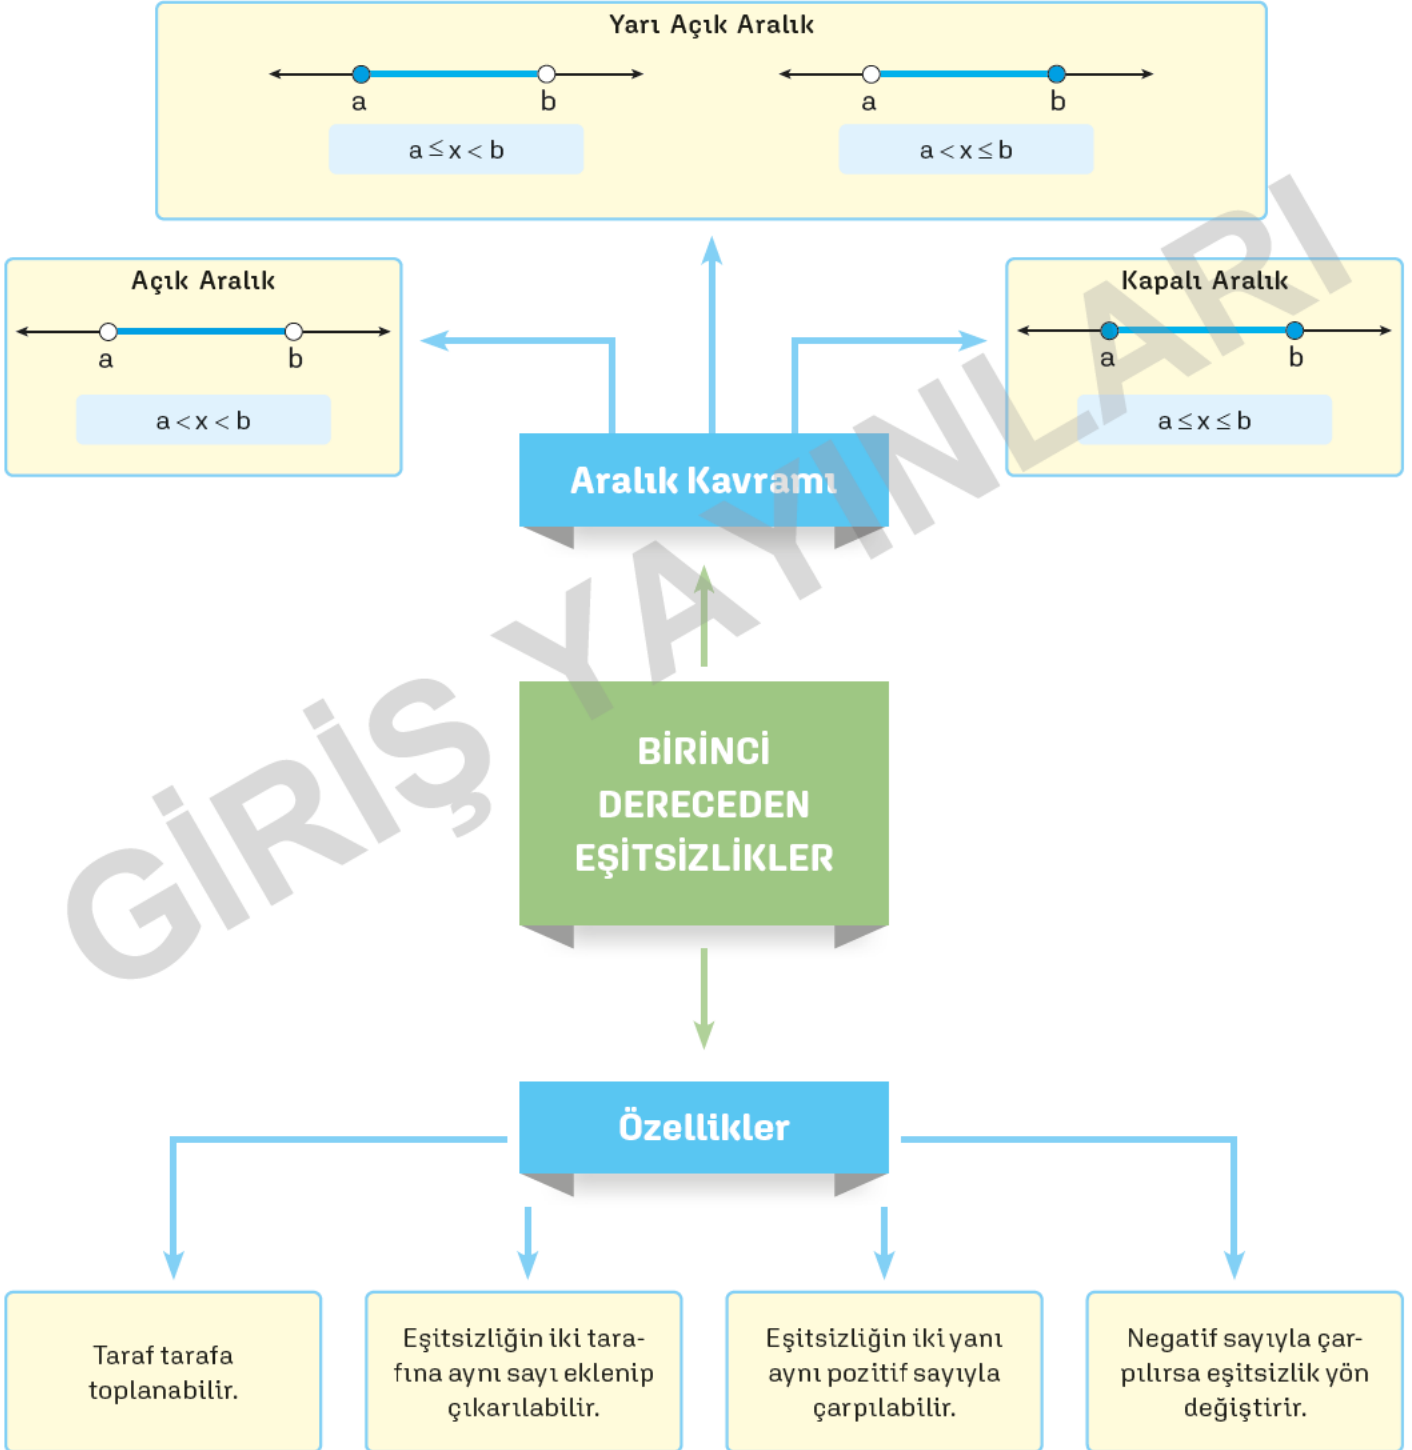 Yarı Açık Aralık
a b
a ≤ x < b
a b
a < x ≤ b
Açık Aralık
a b
a < x < b
Kapalı Aralık
a b
a ≤ x ≤ b
Aralık Kavramı
GİRİŞ YAYINLARI
BİRİNCİ
DERECEDEN
EŞİTSİZLİKLER
Özellikler
Taraf tarafa
toplanabilir.
Eşitsizliğin iki tara-
fına aynı sayı eklenip
çıkarılabilir.
Eşitsizliğin iki yanı
aynı pozitif sayıyla
çarpılabilir.
Negatif sayıyla çar-
pılırsa eşitsizlik yön
değiştirir.